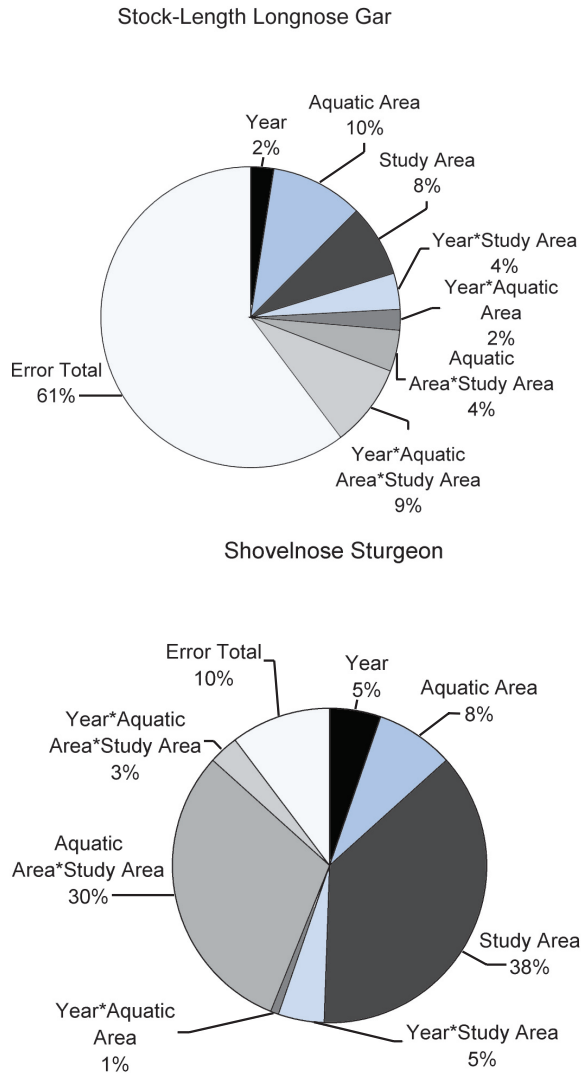 Stock-Length Longnose Gar
Year
2%
Aquatic Area
10%
Study Area
8%
Year*Study Area
4%
Year*Aquatic
Area
2%
Aquatic
Area*Study Area
4%
Year*Aquatic
Area*Study Area
9%
Error Total
61%
Shovelnose Sturgeon
Error Total
10%
Year
5%
Aquatic Area
8%
Year*Aquatic
Area*Study Area
3%
Aquatic
Area*Study Area
30%
Study Area
38%
Year*Aquatic
Area
1%
Year*Study Area
5%